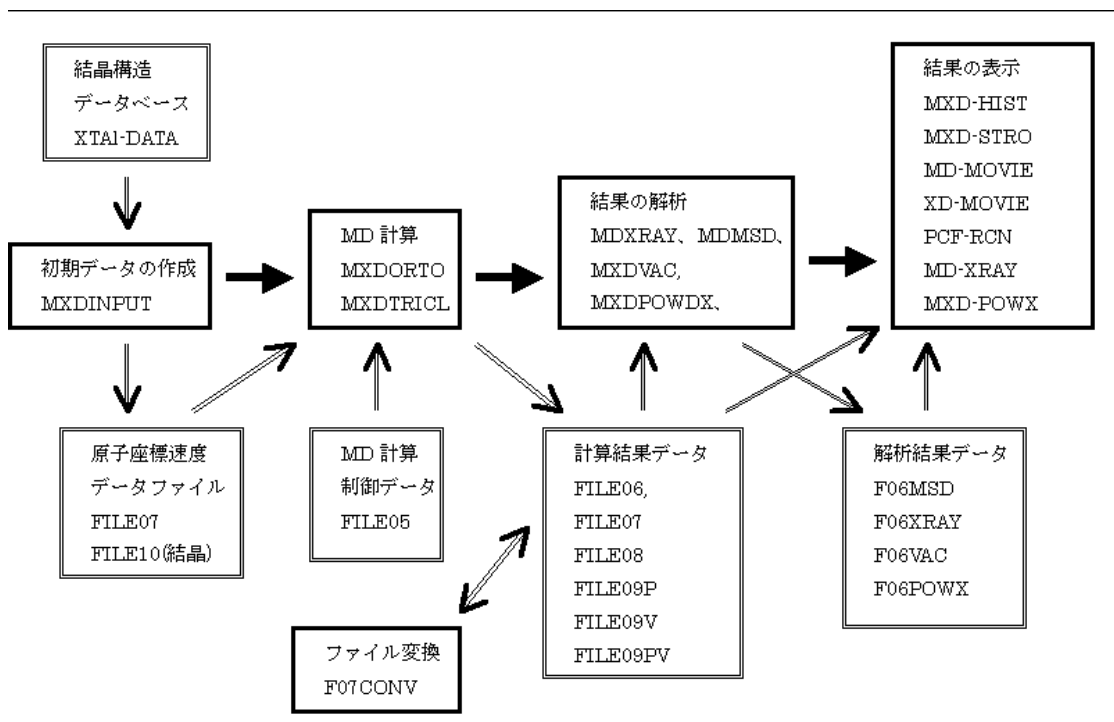 結晶構造
データベース
XTAl-DATA
初期データの作成
MXDINPUT
MD 計算
MXDORTO
MXDTRICL
結果の解析
MDXRAY、MDMSD、
MXDVAC,
MXDPOWDX、
結果の表示
MXD-HIST
MXD-STRO
MD-MOVIE
XD-MOVIE
PCF-RCN
MD-XRAY
MXD-POWX
原子座標速度
データファイル
FILE07
FILE10(結晶)
MD 計算
制御データ
FILE05
計算結果データ
FILE06,
FILE07
FILE08
FILE09P
FILE09V
FILE09PV
解析結果データ
F06MSD
F06XRAY
F06VAC
F06POWX
ファイル変換
F07CONV